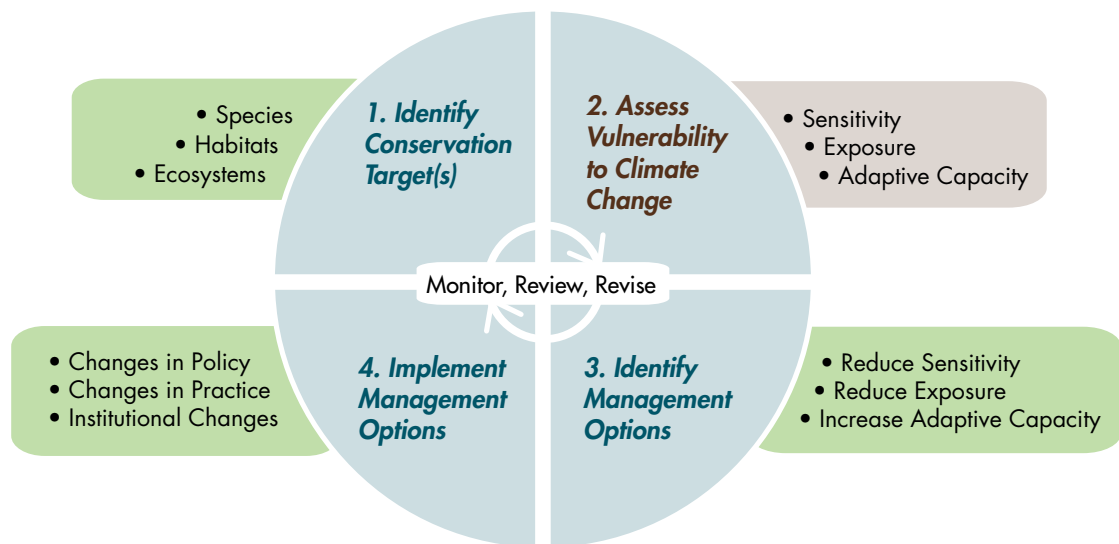 • Species
• Habitats
• Ecosystems
1. Identify
Conservation
Target(s)
2. Assess
Vulnerability
to Climate
Change
• Sensitivity
• Exposure
• Adaptive Capacity
Monitor, Review, Revise
• Changes in Policy
• Changes in Practice
• Institutional Changes
4. Implement
Management
Options
3. Identify
Management
Options
• Reduce Sensitivity
• Reduce Exposure
• Increase Adaptive Capacity